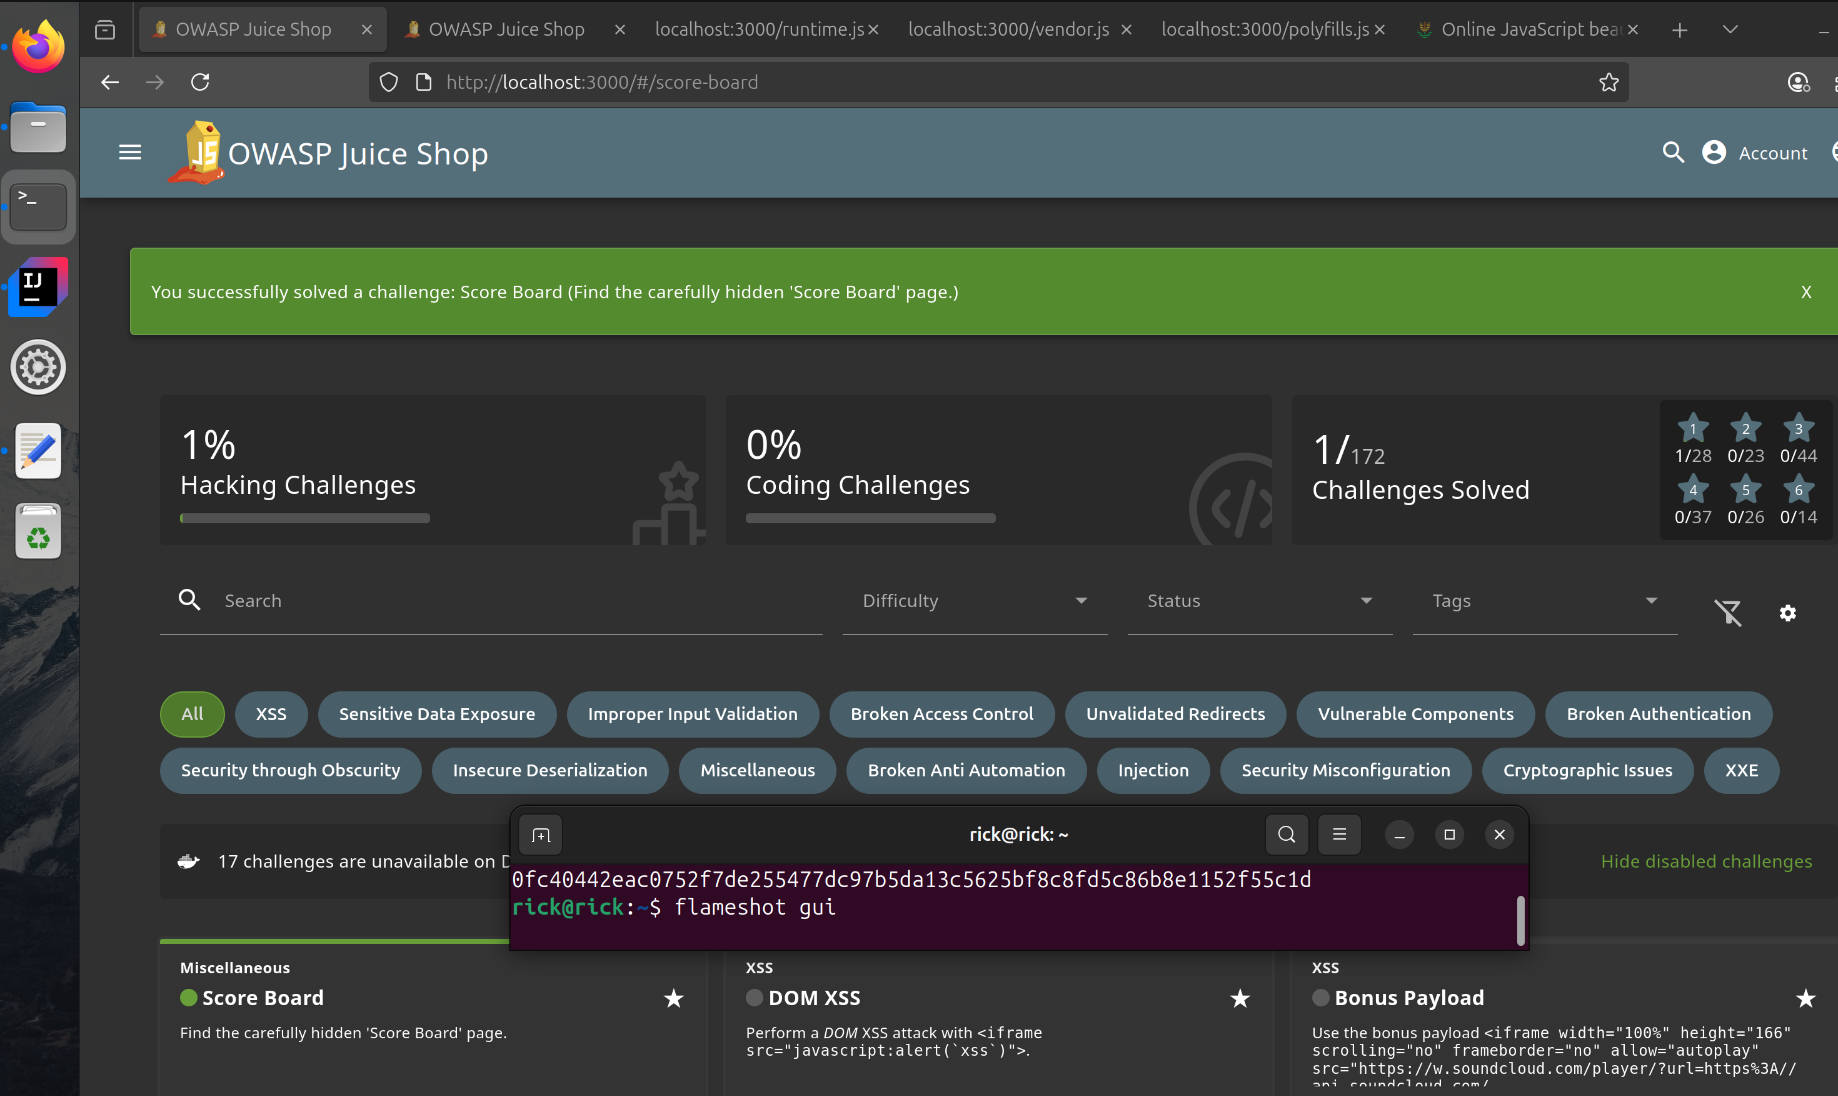 OWASP Juice Shop
OWASP Juice Shop
localhost:3000/runtime.js
localhost:3000/vendor.js
localhost:3000/polyfills.js
Online JavaScript beau
http://localhost:3000/#/score-board
IJ
JS
OWASP Juice Shop
Account
You successfully solved a challenge: Score Board (Find the carefully hidden 'Score Board' page.)
X
1%
Hacking Challenges
0%
Coding Challenges
1/172
Challenges Solved
1 2 3
1/28 0/23 0/44
4 5 6
0/37 0/26 0/14
Search
Difficulty
Status
Tags
All XSS Sensitive Data Exposure Improper Input Validation Broken Access Control Unvalidated Redirects Vulnerable Components Broken Authentication
Security through Obscurity Insecure Deserialization Miscellaneous Broken Anti Automation Injection Security Misconfiguration Cryptographic Issues XXE
17 challenges are unavailable on D
Hide disabled challenges
rick@rick: ~
0fc40442eac0752f7de255477dc97b5da13c5625bf8c8fd5c86b8e1152f55c1d
rick@rick:~$ flameshot gui
Miscellaneous
Score Board
Find the carefully hidden 'Score Board' page.
XSS
DOM XSS
Perform a DOM XSS attack with <iframe
src="javascript:alert(`xss`)">.
XSS
Bonus Payload
Use the bonus payload <iframe width="100%" height="166"
scrolling="no" frameborder="no" allow="autoplay"
src="https://w.soundcloud.com/player/?url=https%3A//
api.soundcloud.com/